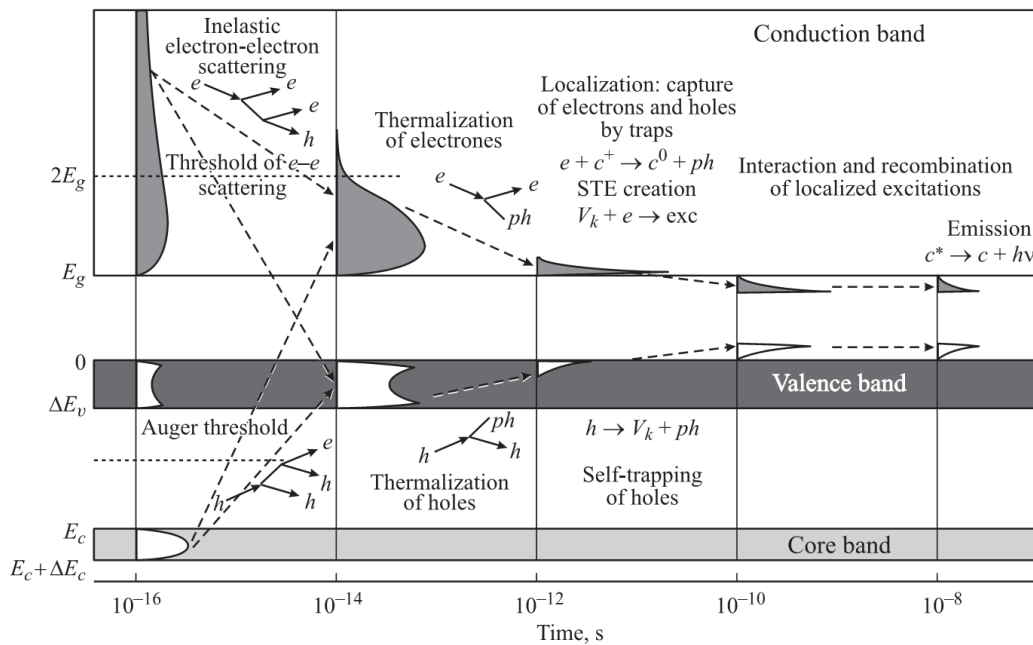 Inelastic
electron-electron
scattering
e
e
e
h
Threshold of e–e
scattering
Thermalization
of electrones
e
e
ph
Conduction band
Localization: capture
of electrons and holes
by traps
e + c⁺ → c⁰ + ph
STE creation
V_k + e → exc
Interaction and recombination
of localized excitations
Emission
c* → c + hν
2E_g
E_g
0
ΔE_v
Valence band
Auger threshold
h
e
h
h
h
ph
h
Thermalization
of holes
h → V_k + ph
Self-trapping
of holes
E_c
E_c + ΔE_c
Core band
10⁻¹⁶
10⁻¹⁴
10⁻¹²
10⁻¹⁰
10⁻⁸
Time, s